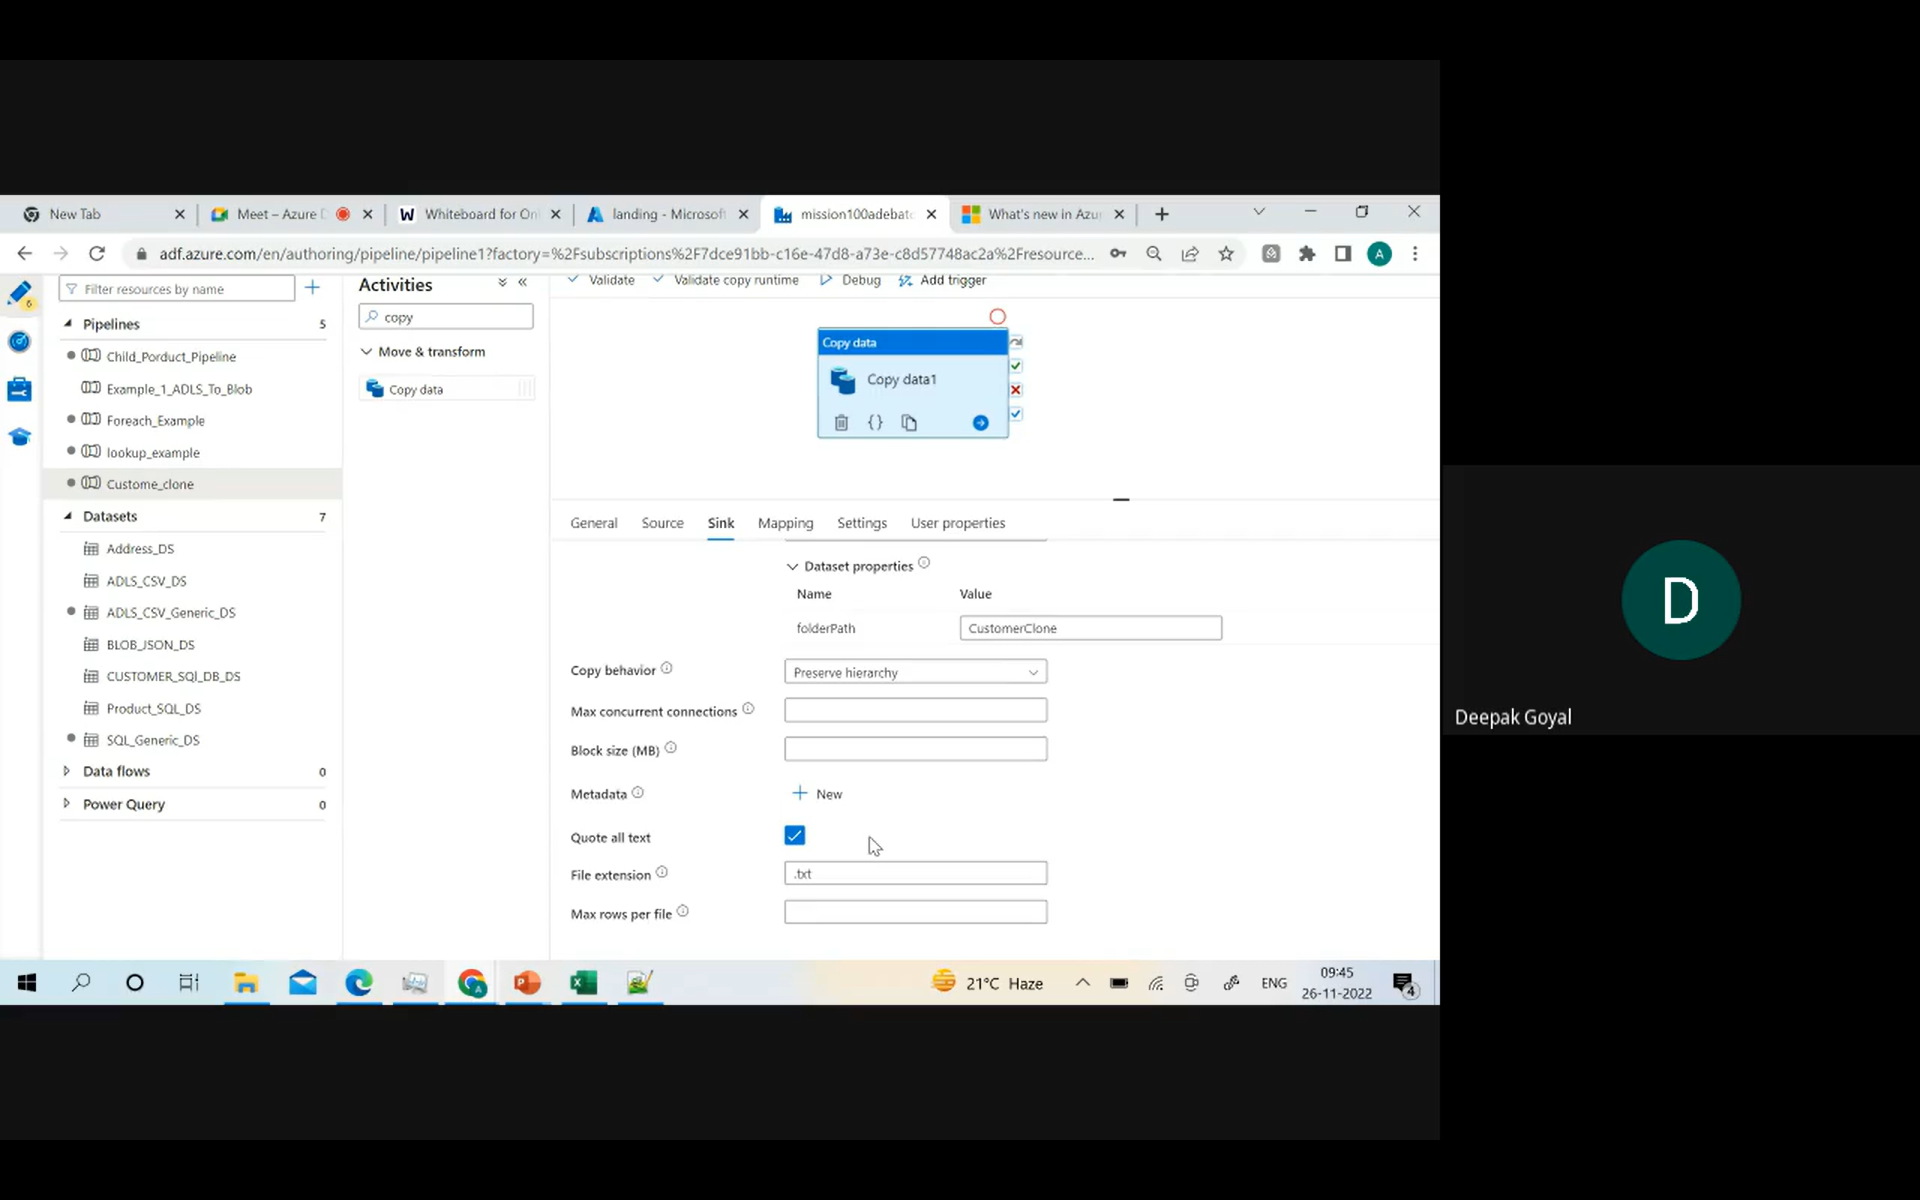 New Tab
Meet – Azure D
W Whiteboard for Onl
landing - Microsoft
mission100adebat
What's new in Azu
adf.azure.com/en/authoring/pipeline/pipeline1?factory=%2Fsubscriptions%2F7dce91bb-c16e-47d8-a73e-c8d57748ac2a%2Fresource...
A
Filter resources by name
Pipelines 5
Child_Porduct_Pipeline
Example_1_ADLS_To_Blob
Foreach_Example
lookup_example
Custome_clone
Datasets 7
Address_DS
ADLS_CSV_DS
ADLS_CSV_Generic_DS
BLOB_JSON_DS
CUSTOMER_SQl_DB_DS
Product_SQL_DS
SQL_Generic_DS
Data flows 0
Power Query 0
Activities
copy
Move & transform
Copy data
Validate
Validate copy runtime
Debug
Add trigger
Copy data
Copy data1
General
Source
Sink
Mapping
Settings
User properties
Dataset properties
Name
Value
folderPath
CustomerClone
Copy behavior
Preserve hierarchy
Max concurrent connections
Block size (MB)
Metadata
New
Quote all text
File extension
.txt
Max rows per file
21°C Haze
ENG
09:45
26-11-2022
4
D
Deepak Goyal